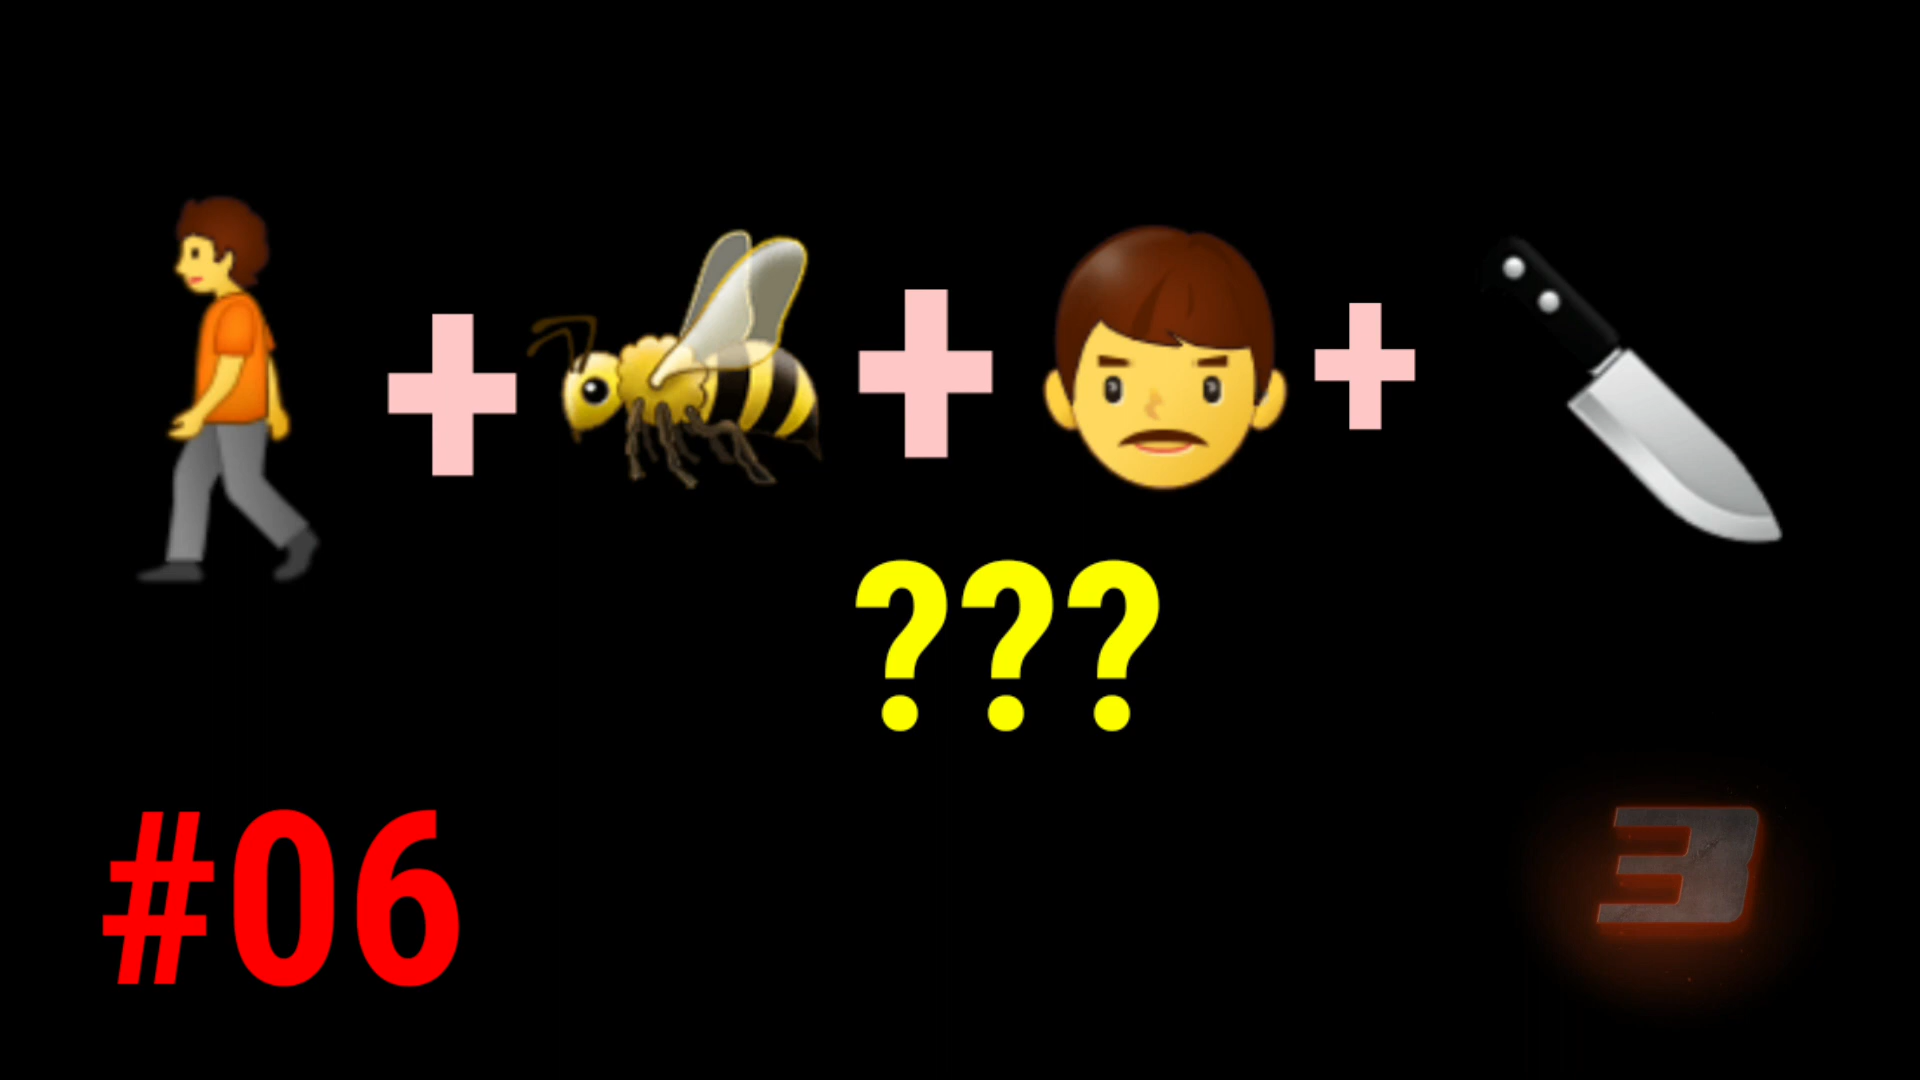 + + +
???
#06
3